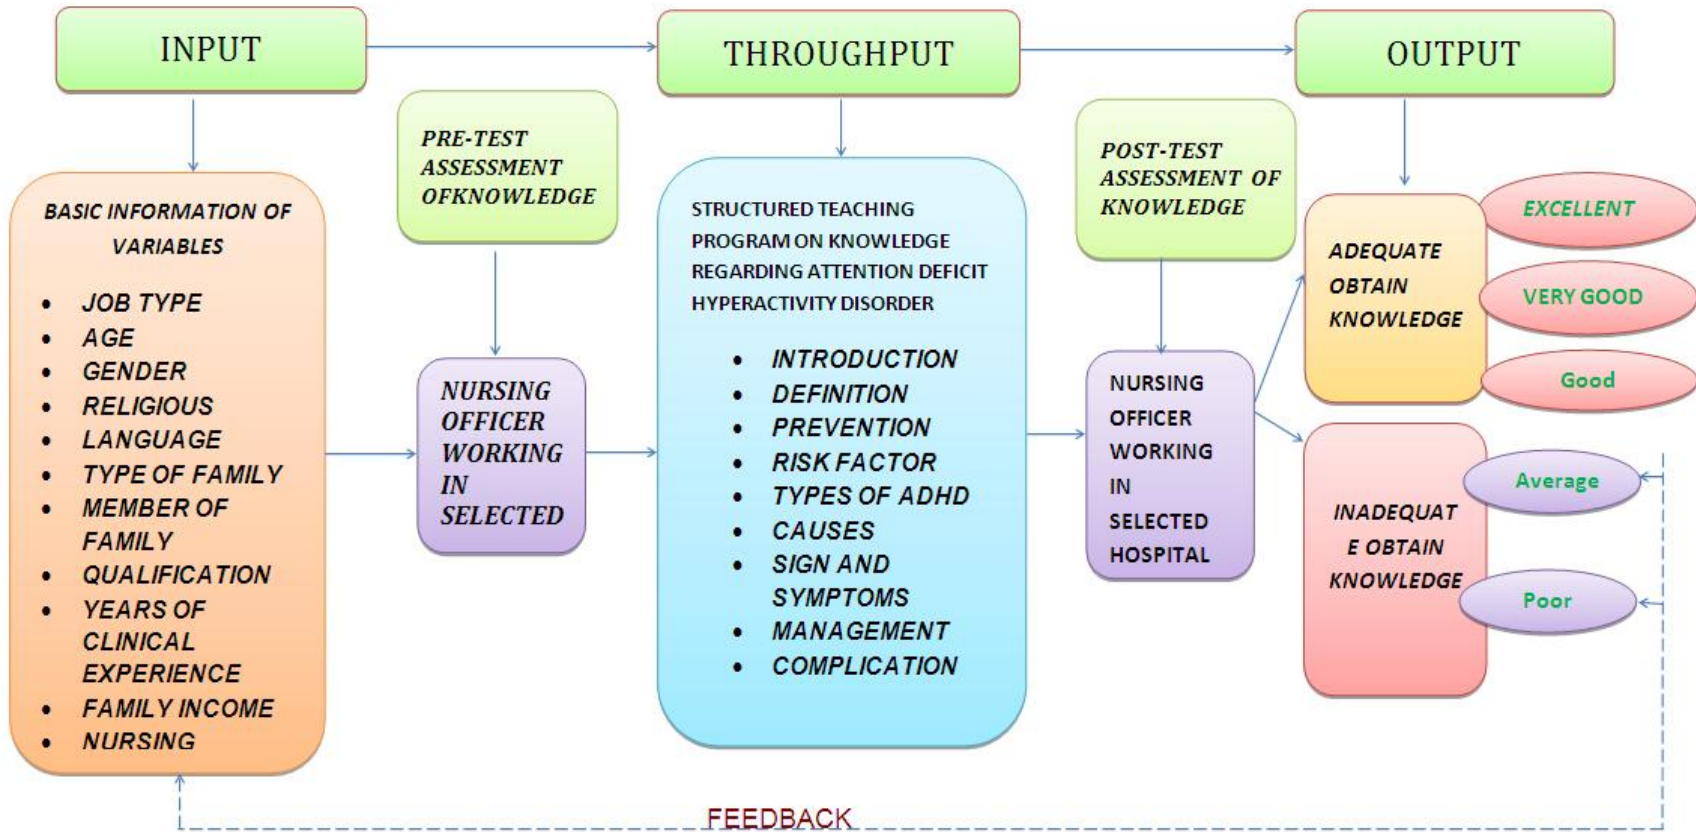 INPUT
THROUGHPUT
OUTPUT
BASIC INFORMATION OF
VARIABLES
• JOB TYPE
• AGE
• GENDER
• RELIGIOUS
• LANGUAGE
• TYPE OF FAMILY
• MEMBER OF
FAMILY
• QUALIFICATION
• YEARS OF
CLINICAL
EXPERIENCE
• FAMILY INCOME
• NURSING
PRE-TEST
ASSESSMENT
OFKNOWLEDGE
NURSING
OFFICER
WORKING
IN
SELECTED
STRUCTURED TEACHING
PROGRAM ON KNOWLEDGE
REGARDING ATTENTION DEFICIT
HYPERACTIVITY DISORDER
• INTRODUCTION
• DEFINITION
• PREVENTION
• RISK FACTOR
• TYPES OF ADHD
• CAUSES
• SIGN AND
SYMPTOMS
• MANAGEMENT
• COMPLICATION
POST-TEST
ASSESSMENT OF
KNOWLEDGE
NURSING
OFFICER
WORKING
IN
SELECTED
HOSPITAL
ADEQUATE
OBTAIN
KNOWLEDGE
EXCELLENT
VERY GOOD
Good
INADEQUAT
E OBTAIN
KNOWLEDGE
Average
Poor
FEEDBACK